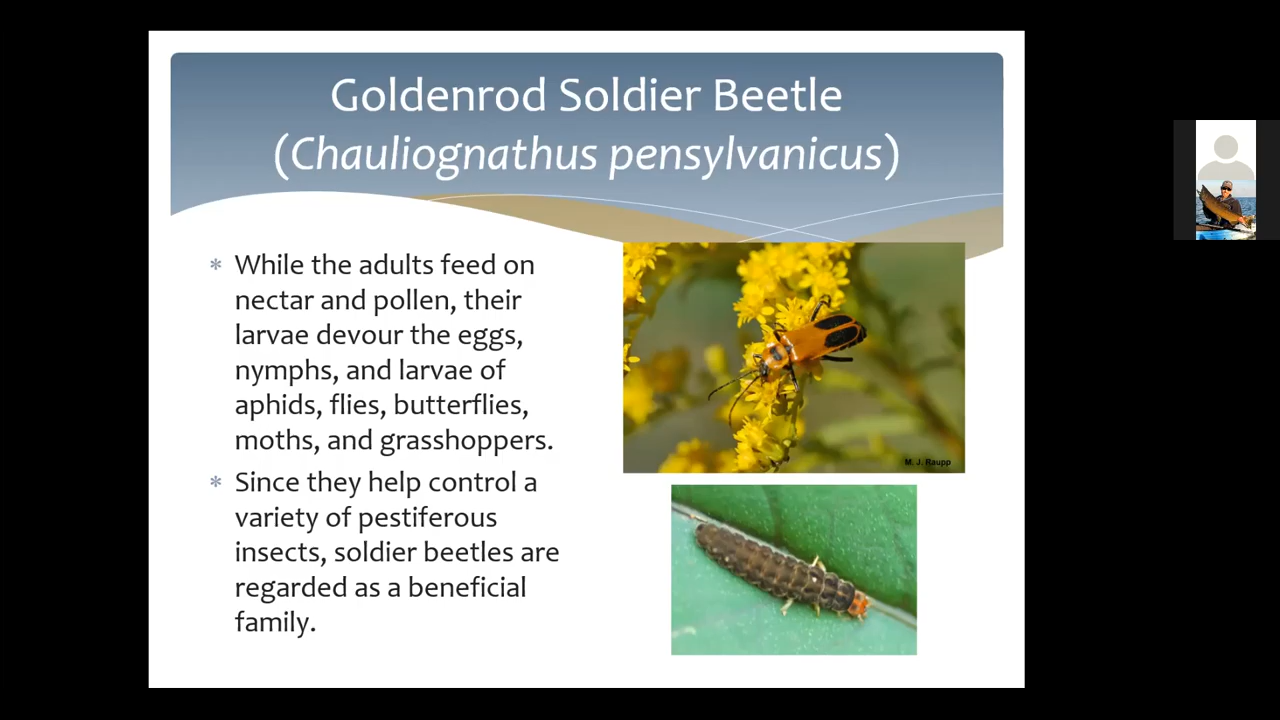 Goldenrod Soldier Beetle
(Chauliognathus pensylvanicus)
* While the adults feed on
nectar and pollen, their
larvae devour the eggs,
nymphs, and larvae of
aphids, flies, butterflies,
moths, and grasshoppers.
* Since they help control a
variety of pestiferous
insects, soldier beetles are
regarded as a beneficial
family.
M. J. Raupp